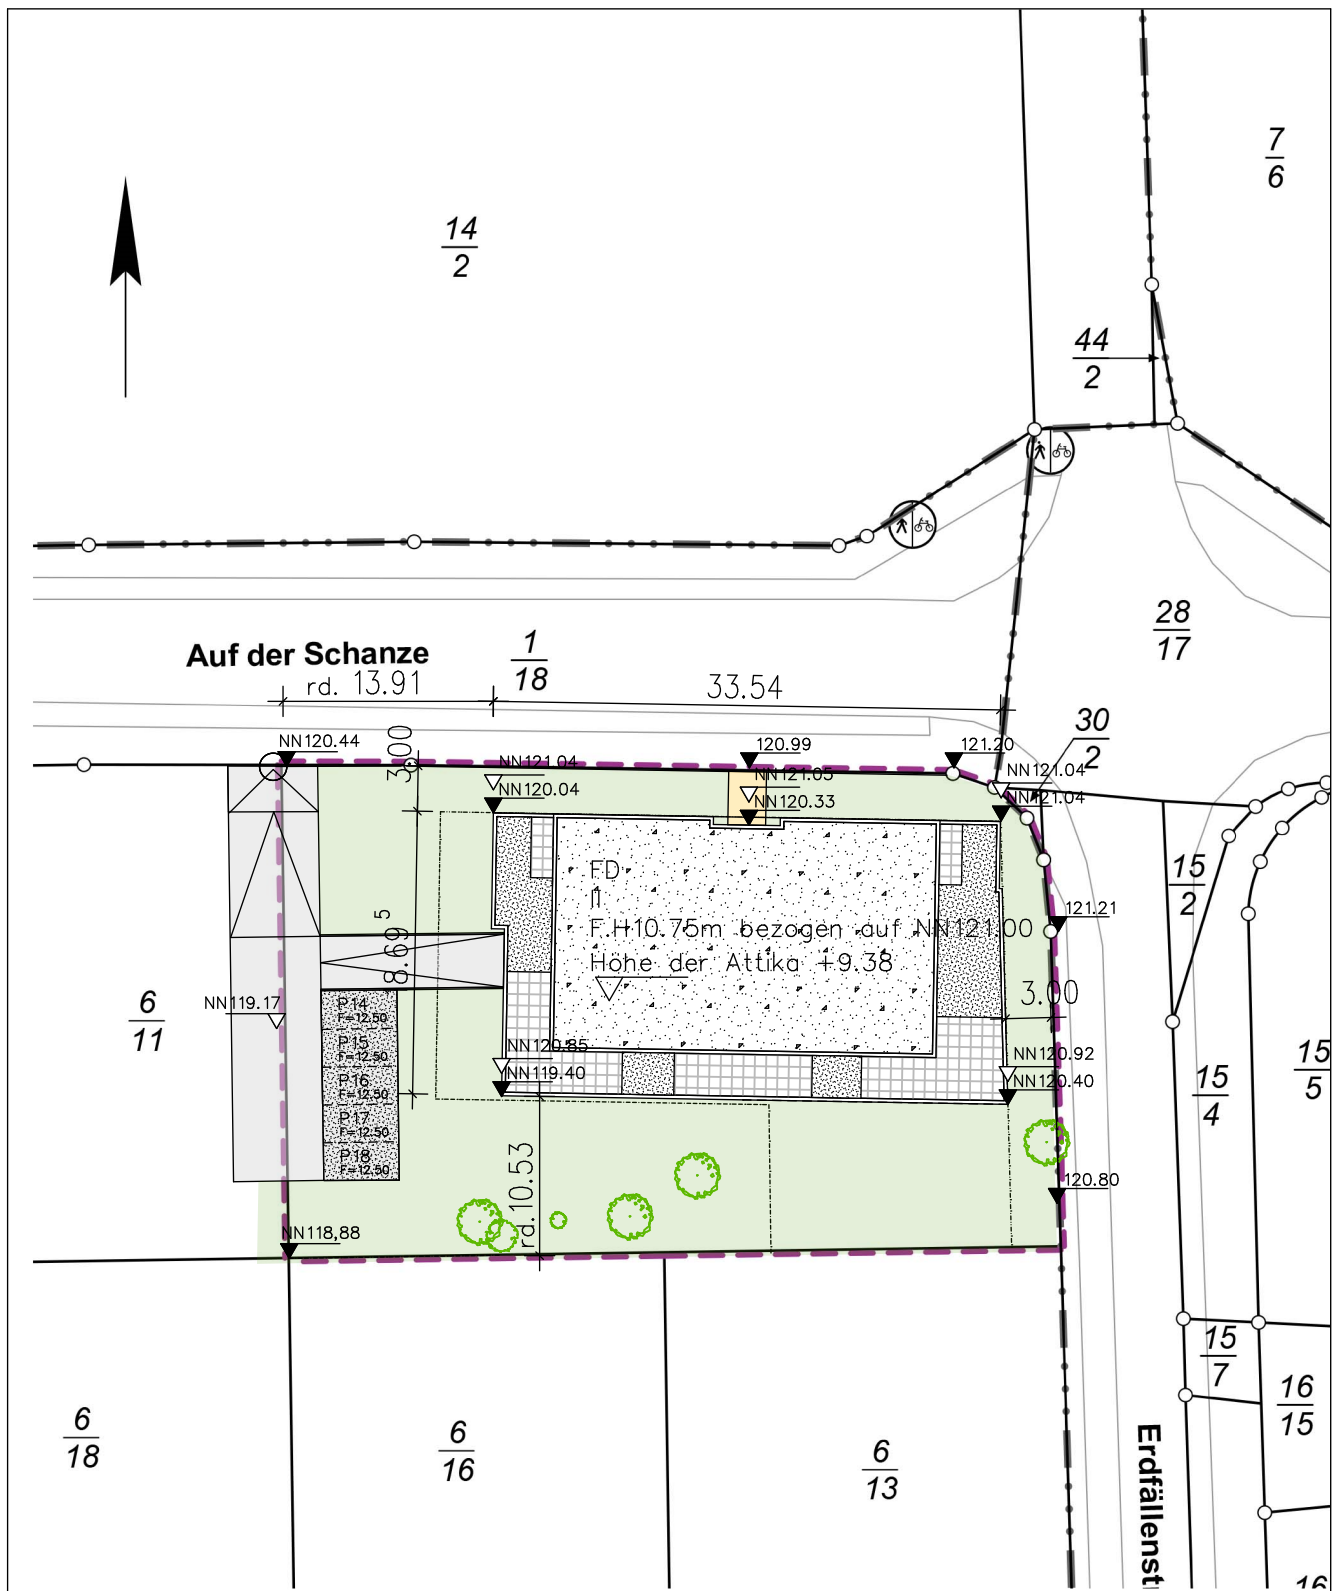 7
6
14
2
44
2
28
17
Auf der Schanze
1
18
rd. 13.91
33.54
30
2
NN120.44
3.00
120.99
121.20
NN121.04
NN121.05
NN121.04
NN120.04
NN120.33
NN121.04
15
2
FD
II
121.21
F.H10.75m bezogen auf NN121.00
Höhe der Attika +9.38
8.69 5
3.00
6
11
NN119.17
P14
F=12.50
P15
F=12.50
P16
F=12.50
P17
F=12.50
P18
F=12.50
NN120.85
NN119.40
NN120.92
NN120.40
15
4
15
5
rd. 10.53
120.80
NN118,88
15
7
16
15
6
18
6
16
6
13
Erdfällenst
16